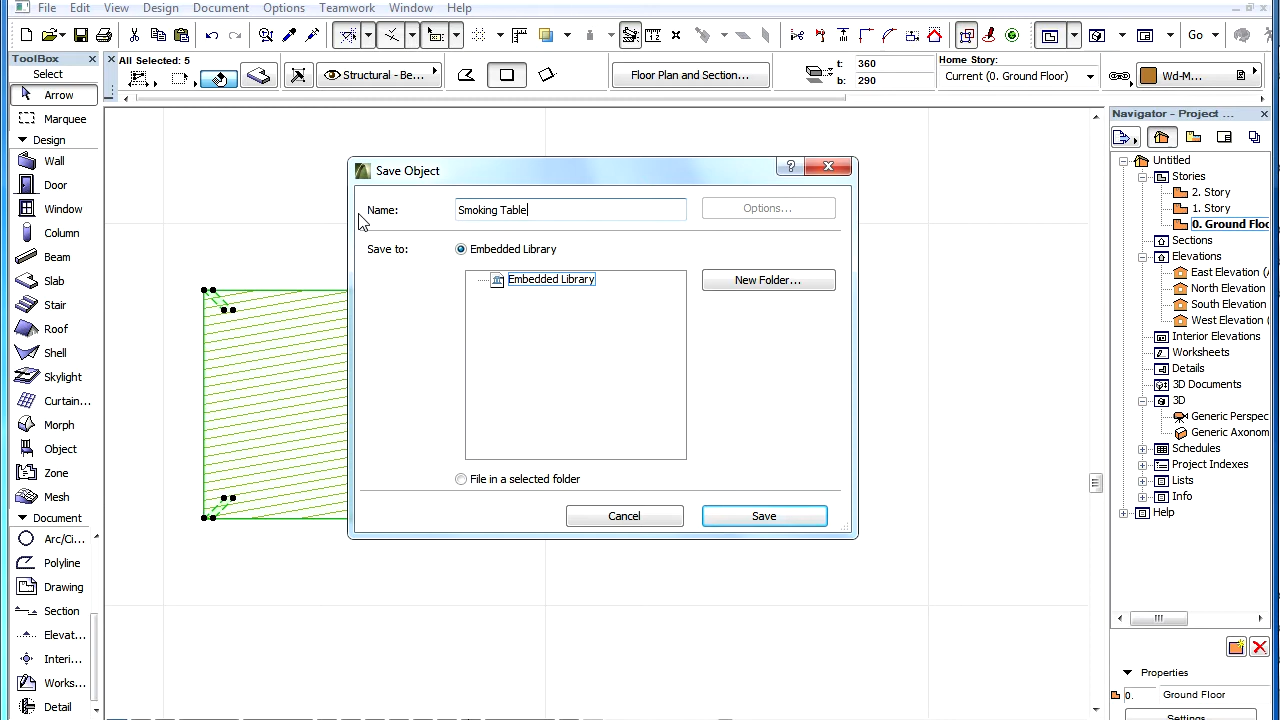 File Edit View Design Document Options Teamwork Window Help
ToolBox
Select
Arrow
Marquee
Design
Wall
Door
Window
Column
Beam
Slab
Stair
Roof
Shell
Skylight
Curtain...
Morph
Object
Zone
Mesh
Document
Arc/Ci...
Polyline
Drawing
Section
Elevat...
Interi...
Works...
Detail
All Selected: 5
Structural - Be...
Floor Plan and Section...
t: 360
b: 290
Home Story:
Current (0. Ground Floor)
Wd-M...
Go
Save Object
Name: Smoking Table
Options...
Save to: Embedded Library
Embedded Library
New Folder...
File in a selected folder
Cancel Save
Navigator - Project ...
Untitled
Stories
2. Story
1. Story
0. Ground Floo
Sections
Elevations
East Elevation (A
North Elevation
South Elevation
West Elevation (
Interior Elevations
Worksheets
Details
3D Documents
3D
Generic Perspec
Generic Axonom
Schedules
Project Indexes
Lists
Info
Help
Properties
0. Ground Floor
Settings